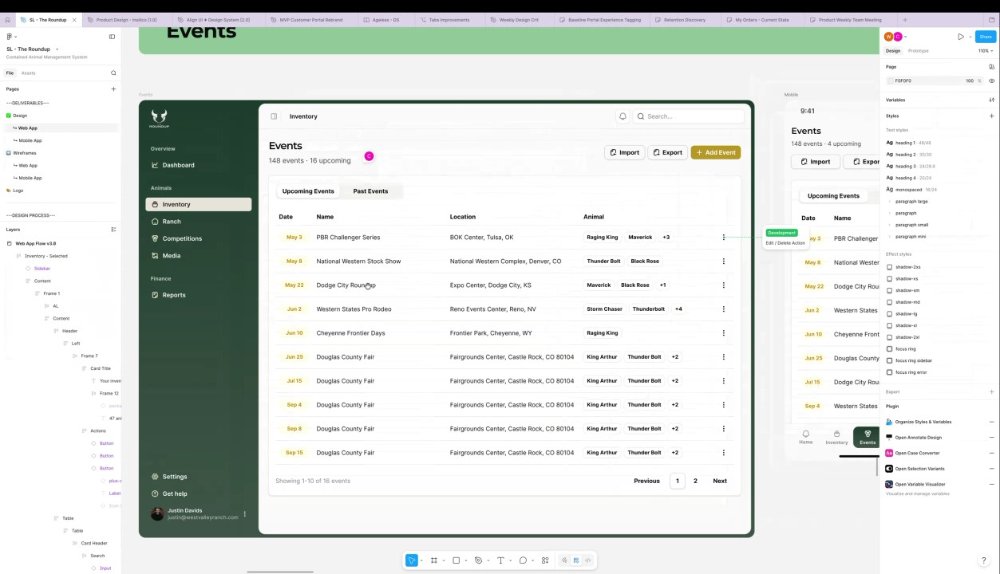 SL - The Roundup
Product Design - Insilico [1.0]
Align UI ✦ Design System [2.0]
MVP Customer Portal Rebrand
Ageless - DS
Tabs Improvements
Weekly Design Crit
Baseline Portal Experience Tagging
Retention Discovery
My Orders - Current State
Product Weekly Team Meeting
SL - The Roundup
Contained Animal Management System
File
Assets
Pages
---DELIVERABLES---
Design
Web App
Mobile App
Wireframes
Web App
Mobile App
Logo
---DESIGN PROCESS---
Layers
Web App Flow v3.0
Inventory - Selected
Sidebar
Content
Frame 1
AL
Content
Header
Left
Frame 7
Card Title
Your inven
Frame 12
47 ani
Actions
Button
Button
Button
plus-s
Label
Table
Table
Card Header
Search
Input
Events
Events
ROUNDUP
Overview
Dashboard
Animals
Inventory
Ranch
Competitions
Media
Finance
Reports
Settings
Get help
Justin Davids
justin@westvalleyranch.com
Inventory
Search...
Events
148 events · 16 upcoming
C
Import
Export
Add Event
Upcoming Events
Past Events
Date Name Location Animal
May 3 PBR Challenger Series BOK Center, Tulsa, OK Raging King Maverick +3
May 8 National Western Stock Show National Western Complex, Denver, CO Thunder Bolt Black Rose
May 22 Dodge City Roundup Expo Center, Dodge City, KS Maverick Black Rose +1
Jun 2 Western States Pro Rodeo Reno Events Center, Reno, NV Storm Chaser Thunderbolt +4
Jun 10 Cheyenne Frontier Days Frontier Park, Cheyenne, WY Raging King
Jun 25 Douglas County Fair Fairgrounds Center, Castle Rock, CO 80104 King Arthur Thunder Bolt +2
Jul 15 Douglas County Fair Fairgrounds Center, Castle Rock, CO 80104 King Arthur Thunder Bolt +2
Sep 4 Douglas County Fair Fairgrounds Center, Castle Rock, CO 80104 King Arthur Thunder Bolt +2
Sep 8 Douglas County Fair Fairgrounds Center, Castle Rock, CO 80104 King Arthur Thunder Bolt +2
Sep 15 Douglas County Fair Fairgrounds Center, Castle Rock, CO 80104 King Arthur Thunder Bolt +2
Showing 1-10 of 16 events
Previous 1 2 Next
Development
Edit / Delete Action
Mobile
9:41
Events
148 events · 4 upcoming
Import
Expor
Upcoming Events
Date Name
ay 3 PBR Challenger
May 8 National Wester
May 22 Dodge City Rou
Jun 2 Western States
Jun 10 Cheyenne Front
Jun 25 Douglas County
Jul 15 Douglas County
Sep 4 Western States
Home
Inventory
Events
W
C
Share
Design
Prototype
110%
Page
F0F0F0
100
%
Variables
Styles
Text styles
Ag heading 1 · 48/48
Ag heading 2 · 30/30
Ag heading 3 · 24/28.8
Ag heading 4 · 20/24
Ag monospaced · 16/24
paragraph large
paragraph
paragraph small
paragraph mini
Effect styles
shadow-2xs
shadow-xs
shadow-sm
shadow-md
shadow-lg
shadow-xl
shadow-2xl
focus ring
focus ring sidebar
focus ring error
Export
Plugin
Organize Styles & Variables
Open Annotate Design
Aa
Open Case Converter
Open Selection Variants
Open Variable Visualizer
Visualize and manage variables
?